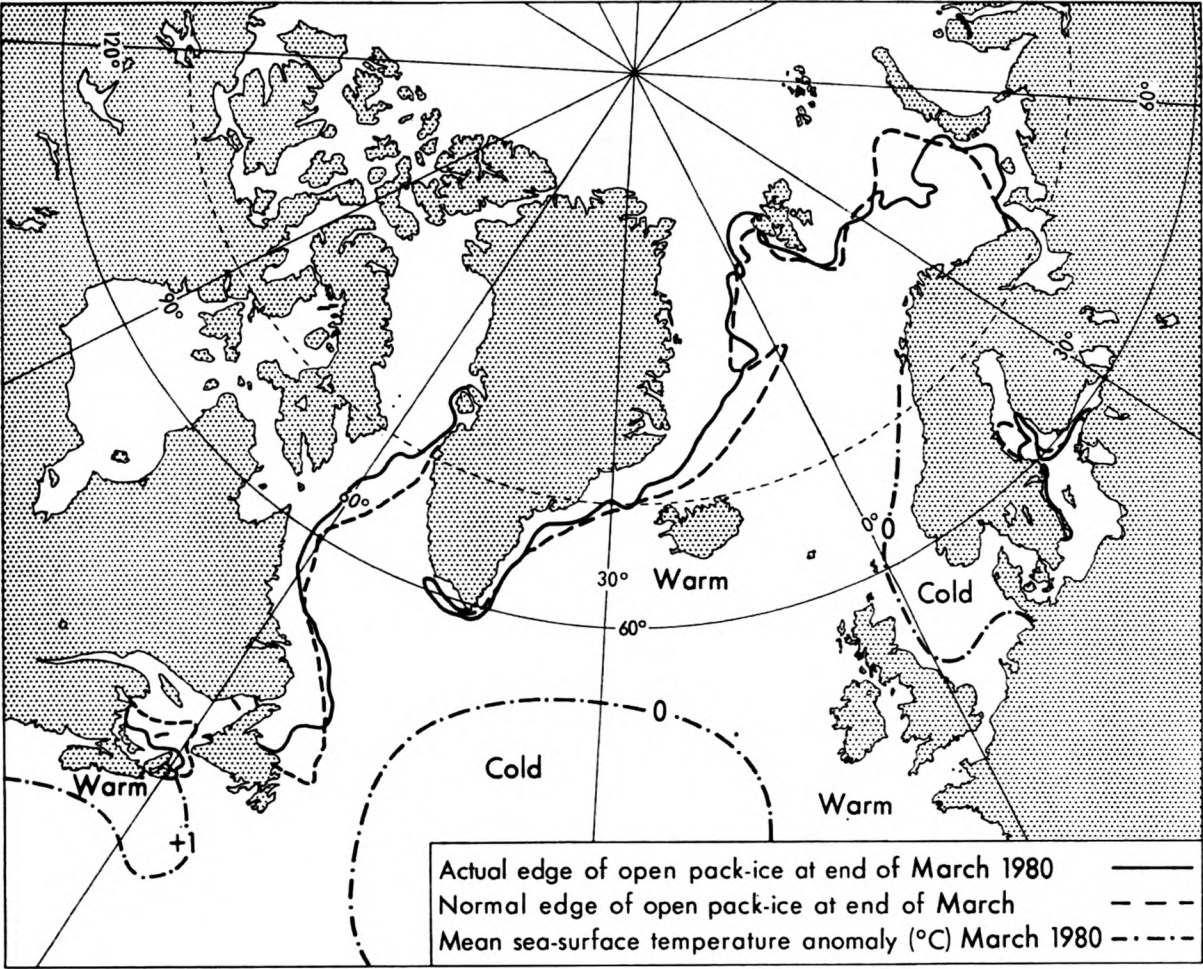 120°
60°
90°
30°
60°
0°
0
Warm
30°
Cold
60°
0
Cold
Warm
Warm
+1
Actual edge of open pack-ice at end of March 1980
Normal edge of open pack-ice at end of March
Mean sea-surface temperature anomaly (°C) March 1980